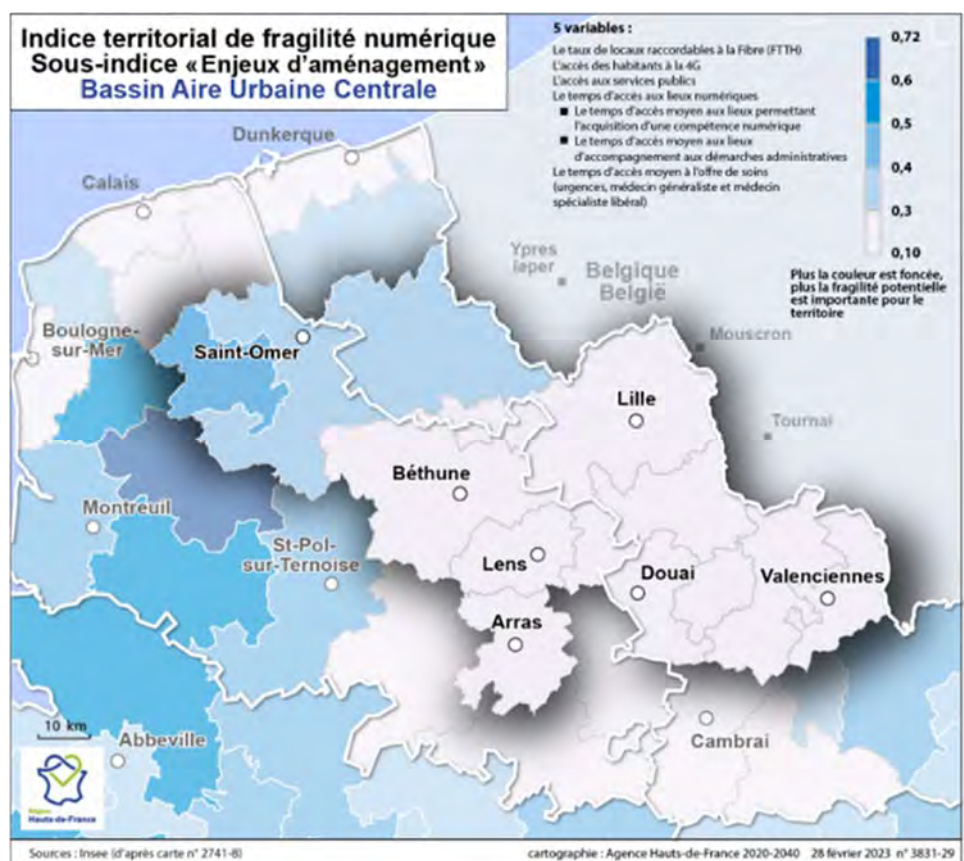 Indice territorial de fragilité numérique
Sous-indice «Enjeux d'aménagement»
Bassin Aire Urbaine Centrale
5 variables :
Le taux de locaux raccordables à la Fibre (FTTH)
L'accès des habitants à la 4G
L'accès aux services publics
Le temps d'accès aux lieux numériques
■ Le temps d'accès moyen aux lieux permettant
l'acquisition d'une compétence numérique
■ Le temps d'accès moyen aux lieux
d'accompagnement aux démarches administratives
Le temps d'accès moyen à l'offre de soins
(urgences, médecin généraliste et médecin
spécialiste libéral)
0,72
0,6
0,5
0,4
0,3
0,10
Plus la couleur est foncée,
plus la fragilité potentielle
est importante pour le
territoire
Dunkerque
Calais
Ypres
Ieper
Belgique
België
Boulogne-
sur-Mer
Saint-Omer
Mouscron
Lille
Tournai
Béthune
Montreuil
St-Pol-
sur-Ternoise
Lens
Douai
Valenciennes
Arras
10 km
Abbeville
Cambrai
Région
Hauts-de-France
Sources : Insee (d'après carte n° 2741-8)
cartographie : Agence Hauts-de-France 2020-2040 28 février 2023 n° 3831-29